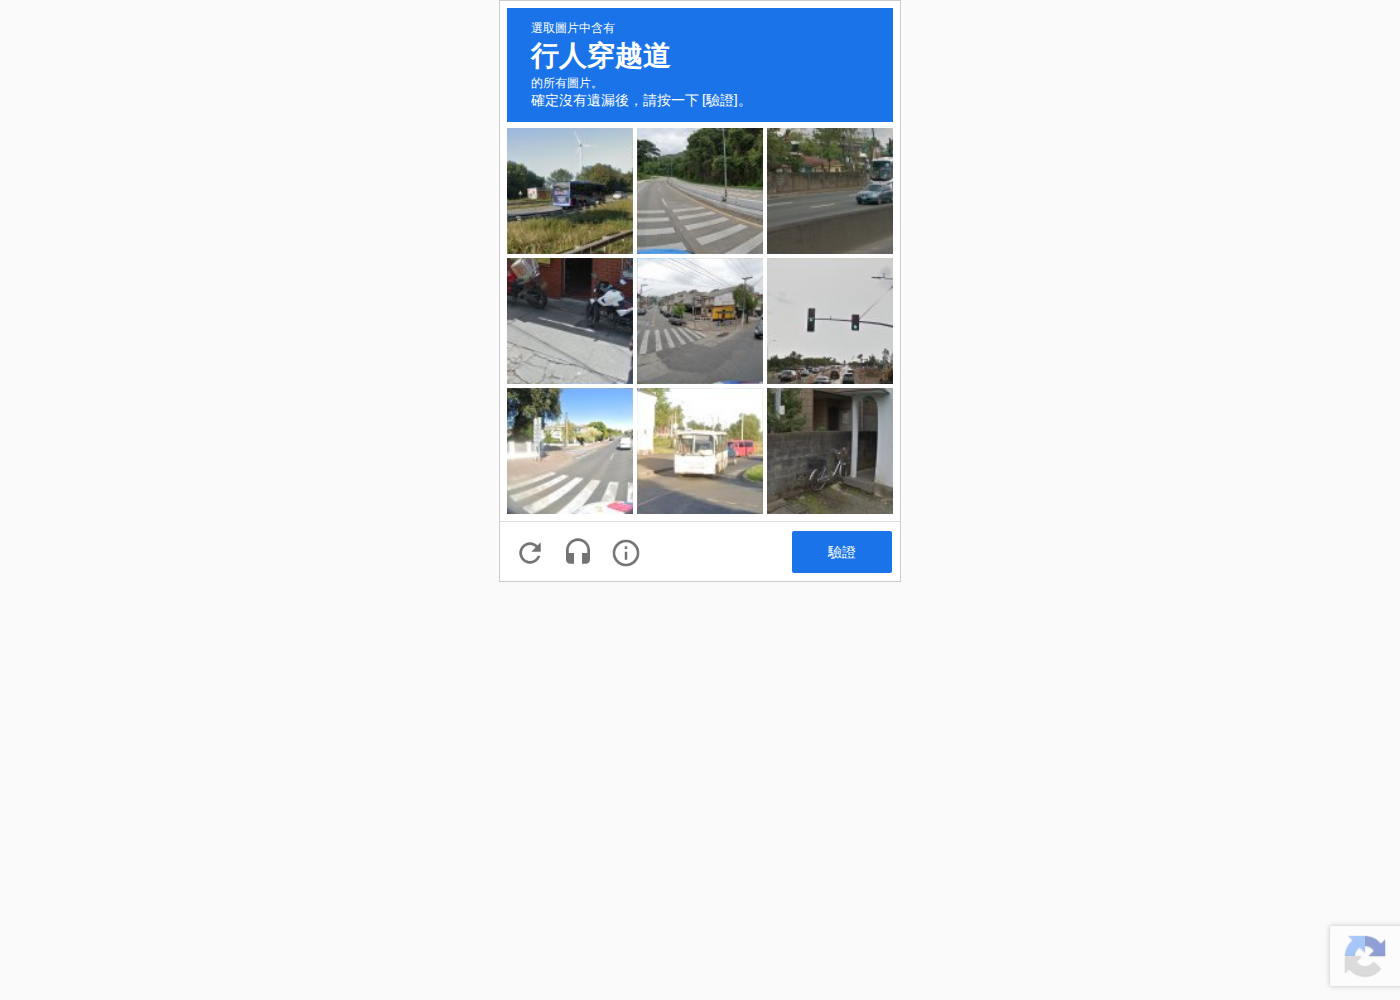 選取圖片中含有
行人穿越道
的所有圖片。
確定沒有遺漏後，請按一下 [驗證]。
驗證